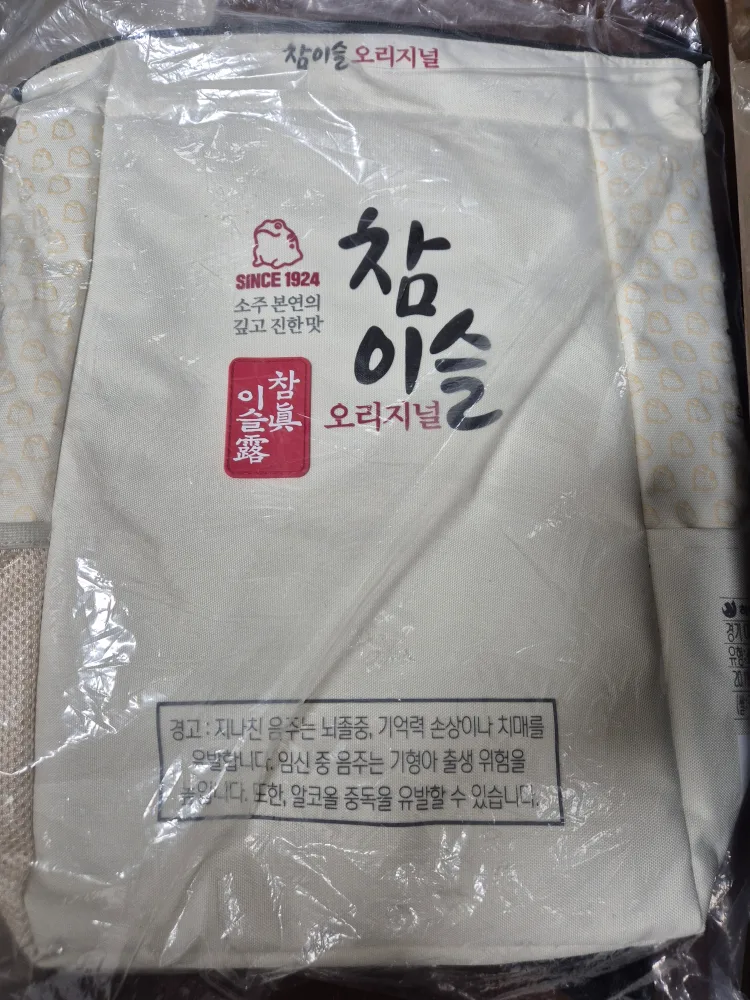 참이슬 오리지널
SINCE 1924
소주 본연의
깊고 진한 맛
참이슬
오리지널
참眞
이슬露
경고 : 지나친 음주는 뇌졸중, 기억력 손상이나 치매를
유발합니다. 임신 중 음주는 기형아 출생 위험을
높입니다. 또한, 알코올 중독을 유발할 수 있습니다.
경기
유형